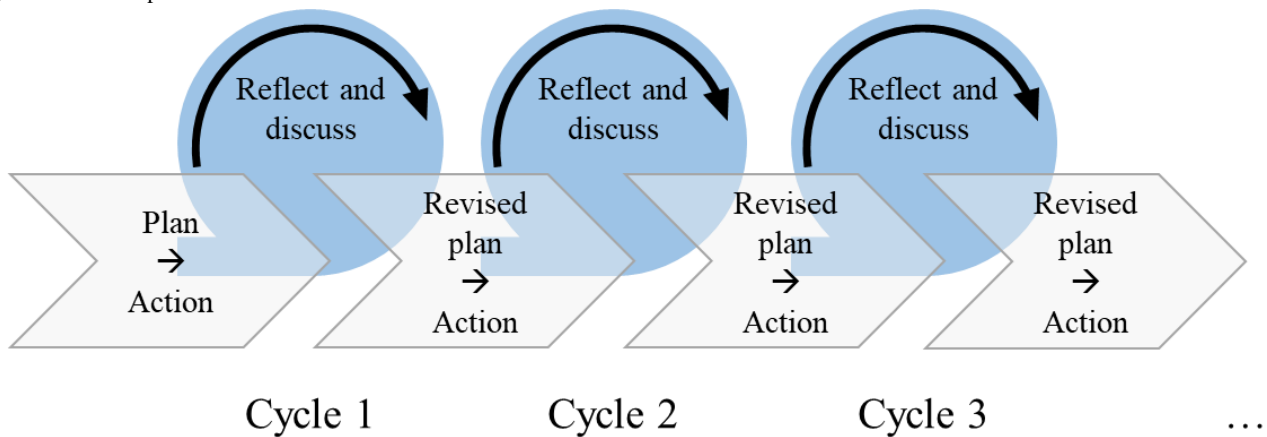 Reflect and
discuss
Reflect and
discuss
Reflect and
discuss
Plan
→
Action
Revised
plan
→
Action
Revised
plan
→
Action
Revised
plan
→
Action
Cycle 1
Cycle 2
Cycle 3
…